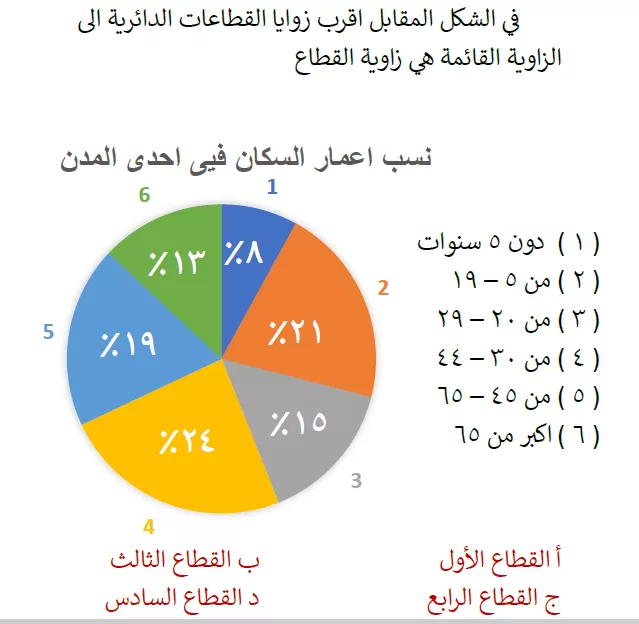 في الشكل المقابل اقرب زوايا القطاعات الدائرية الى
الزاوية القائمة هي زاوية القطاع
نسب اعمار السكان فيى احدى المدن
1
2
3
4
5
6
٨٪
٢١٪
١٥٪
٢٤٪
١٩٪
١٣٪
( ١ ) دون ٥ سنوات
( ٢ ) من ٥ – ١٩
( ٣ ) من ٢٠ – ٢٩
( ٤ ) من ٣٠ – ٤٤
( ٥ ) من ٤٥ – ٦٥
( ٦ ) اكبر من ٦٥
أ القطاع الأول
ب القطاع الثالث
ج القطاع الرابع
د القطاع السادس